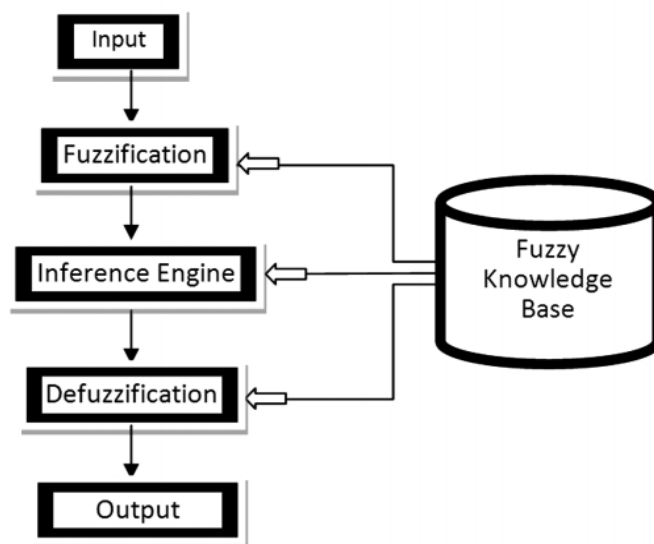 Input
Fuzzification
Inference Engine
Defuzzification
Output
Fuzzy
Knowledge
Base